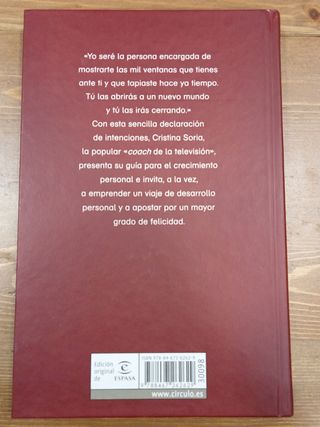 «Yo seré la persona encargada de
mostrarte las mil ventanas que tienes
ante ti y que tapiaste hace ya tiempo.
Tú las abrirás a un nuevo mundo
y tú las irás cerrando.»
Con esta sencilla declaración
de intenciones, Cristina Soria,
la popular «coach de la televisión»,
presenta su guía para el crecimiento
personal e invita, a la vez,
a emprender un viaje de desarrollo
personal y a apostar por un mayor
grado de felicidad.
Edición
original
de
ESPASA
30098
www.circulo.es